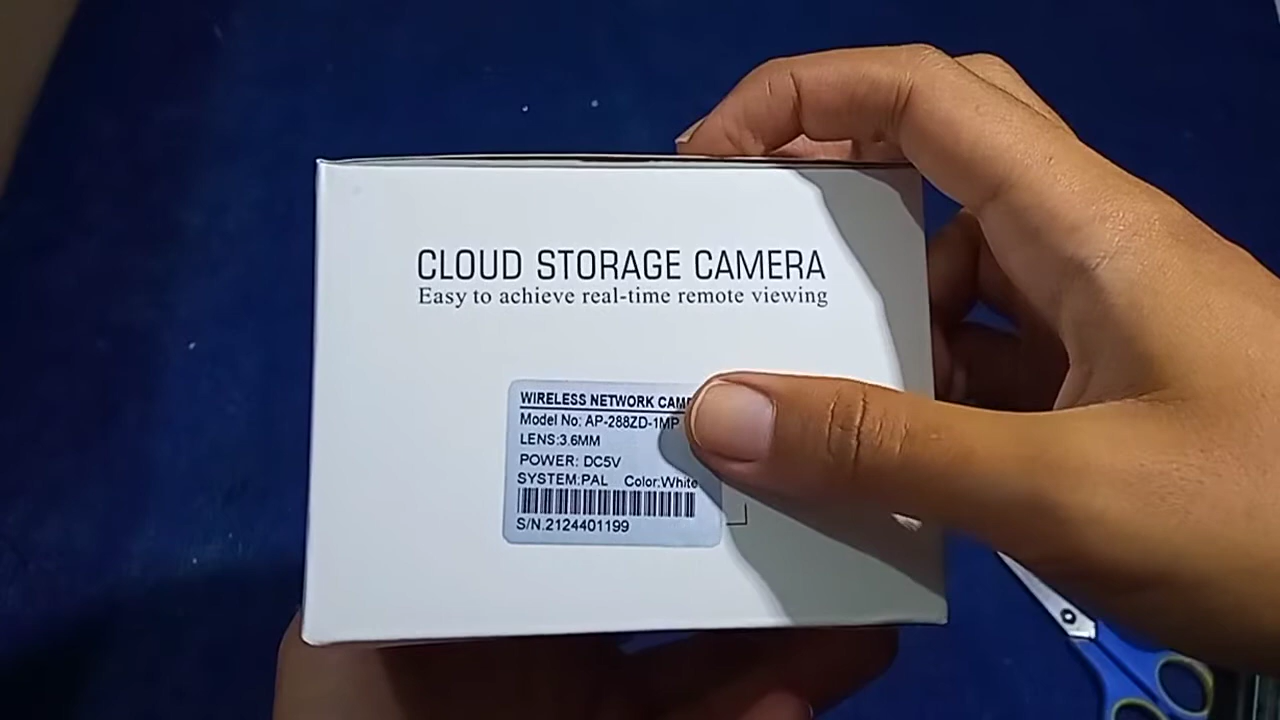 CLOUD STORAGE CAMERA
Easy to achieve real-time remote viewing
WIRELESS NETWORK
Model No: AP-288ZD-1MP
LENS:3.6MM
POWER: DC5V
SYSTEM:PAL Color:White
S/N.2124401199